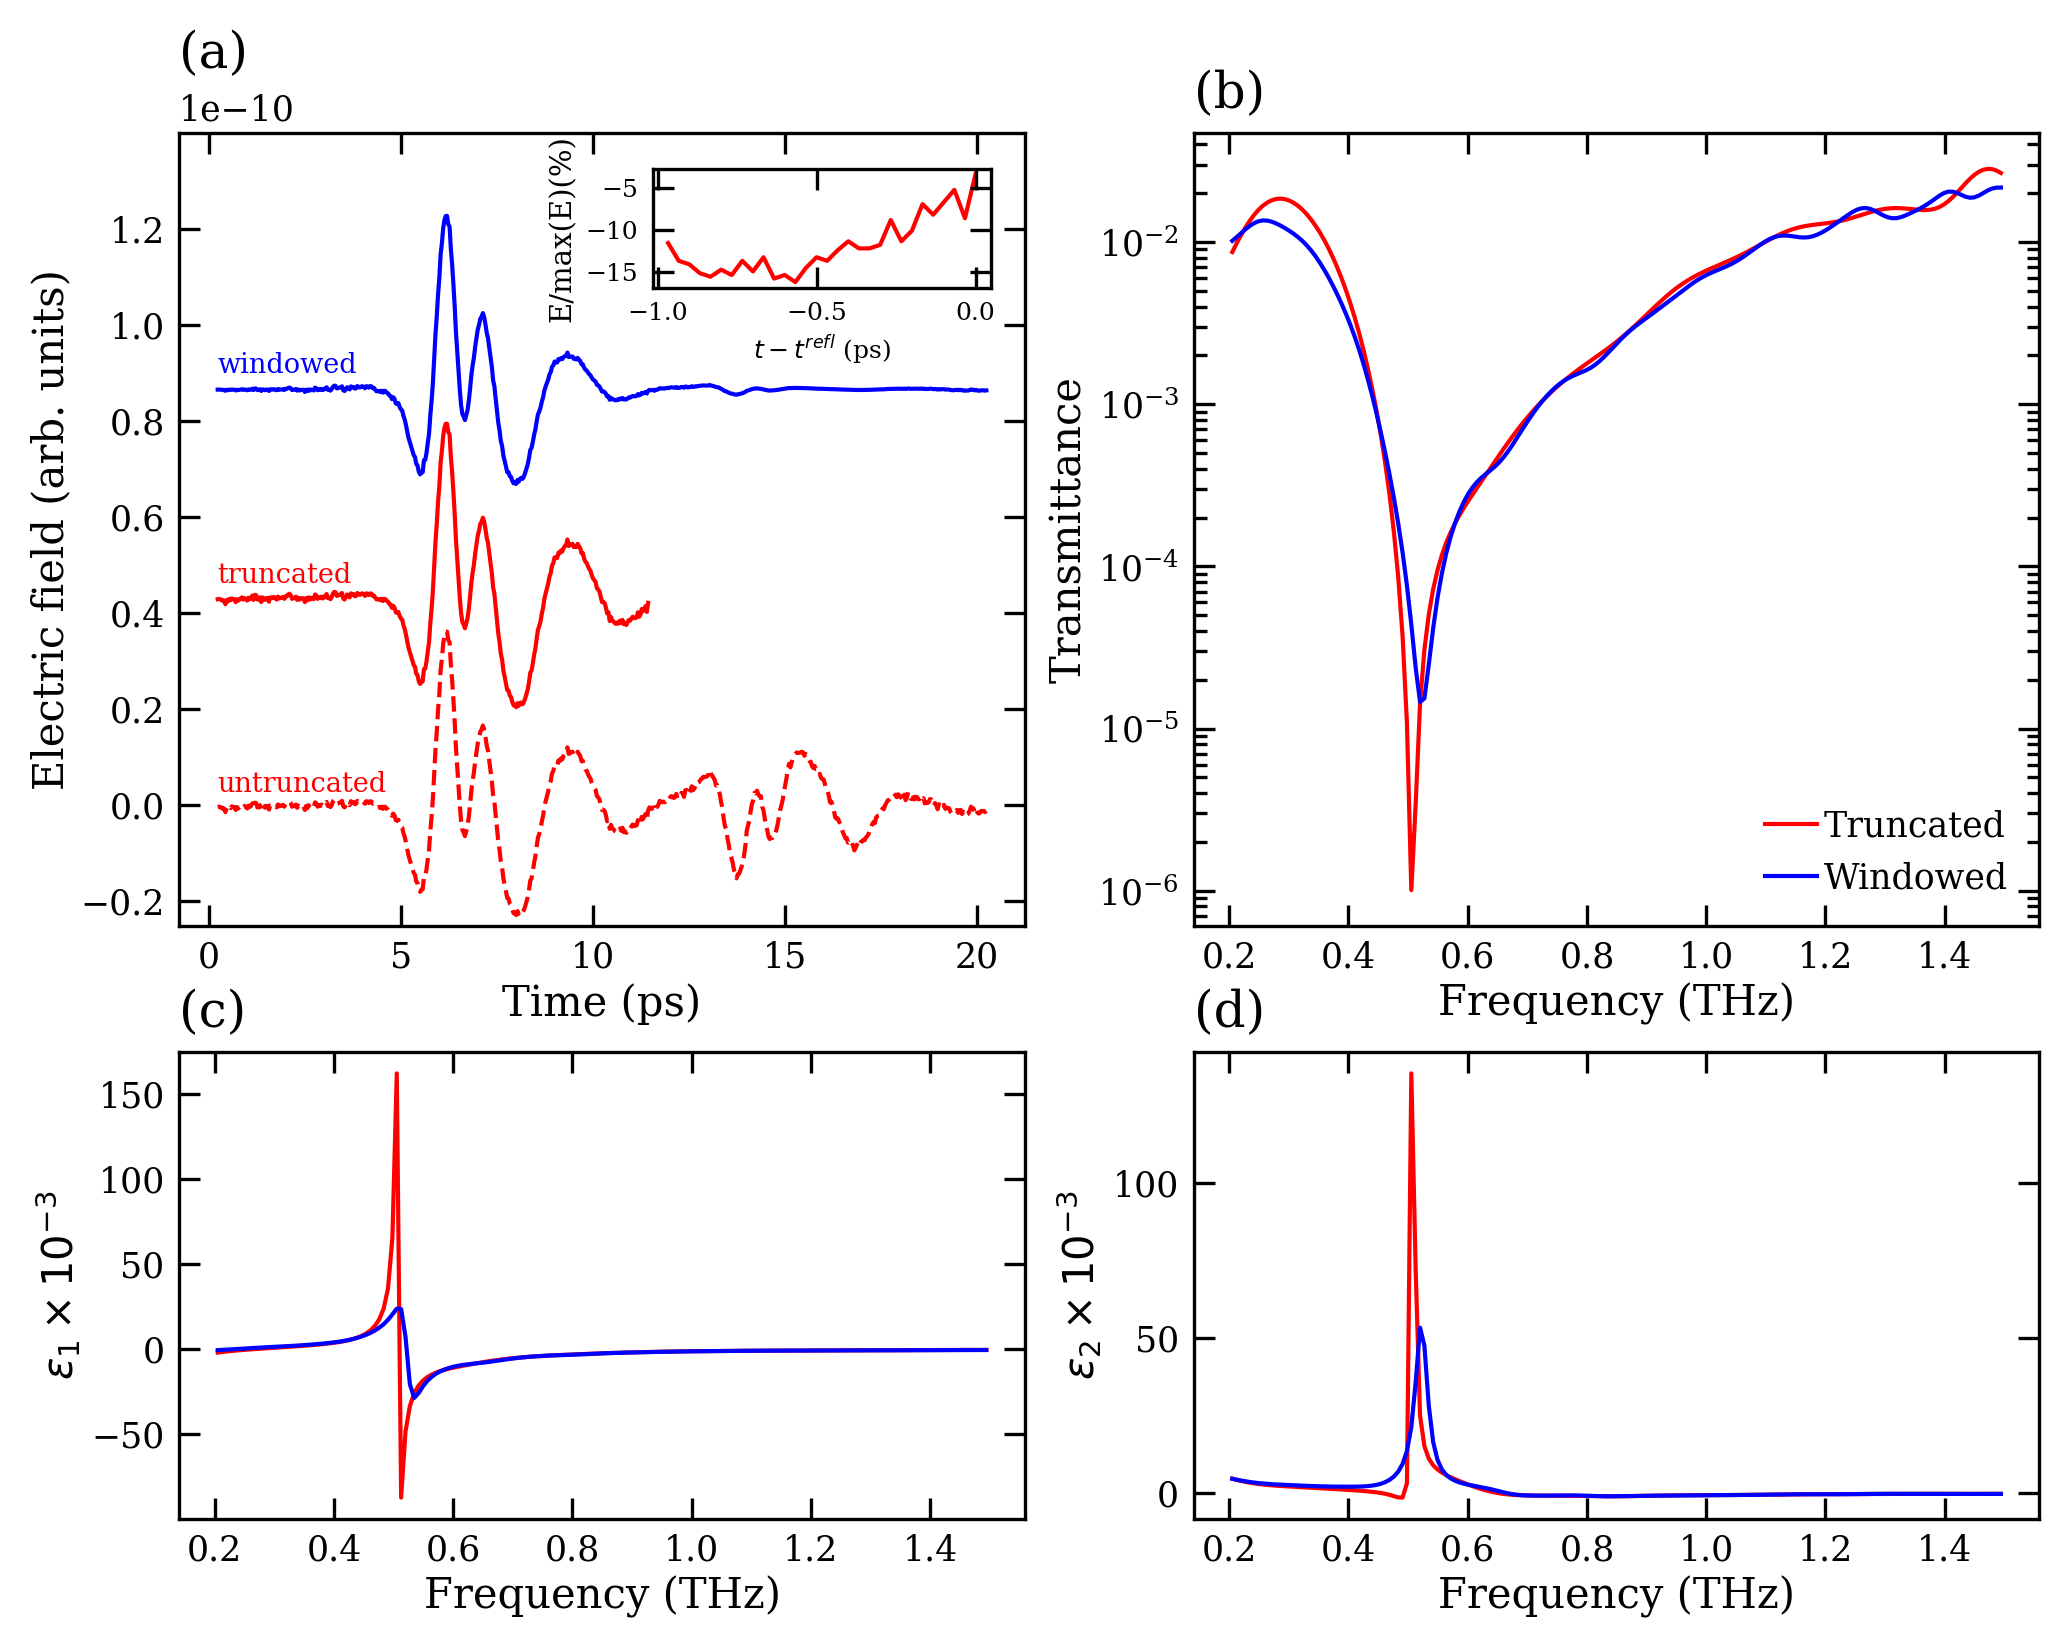 (a)
1e−10
Electric field (arb. units)
1.2
1.0
0.8
0.6
0.4
0.2
0.0
−0.2
windowed
truncated
untruncated
E/max(E)(%)
−5
−10
−15
−1.0 −0.5 0.0
t − t^{refl} (ps)
0 5 10 15 20
Time (ps)
(b)
Transmittance
10^{−2}
10^{−3}
10^{−4}
10^{−5}
10^{−6}
Truncated
Windowed
0.2 0.4 0.6 0.8 1.0 1.2 1.4
Frequency (THz)
(c)
ε_1 × 10^{−3}
150
100
50
0
−50
0.2 0.4 0.6 0.8 1.0 1.2 1.4
Frequency (THz)
(d)
ε_2 × 10^{−3}
100
50
0
0.2 0.4 0.6 0.8 1.0 1.2 1.4
Frequency (THz)